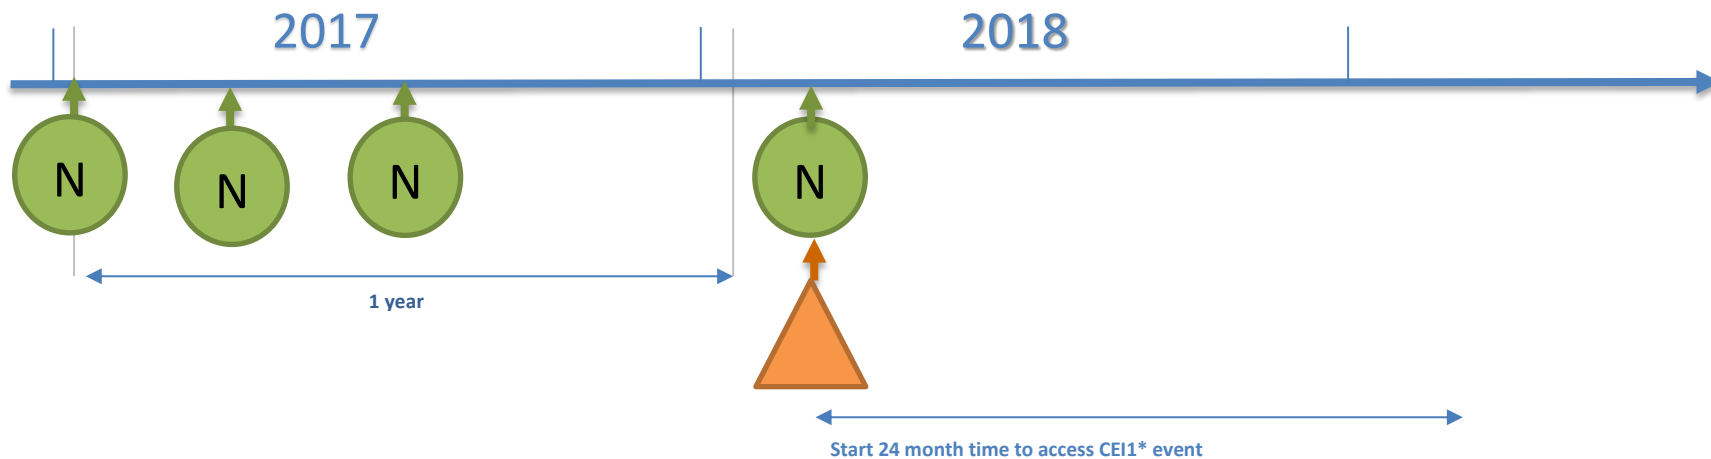 2017 2018
N N N N
1 year
Start 24 month time to access CEI1* event